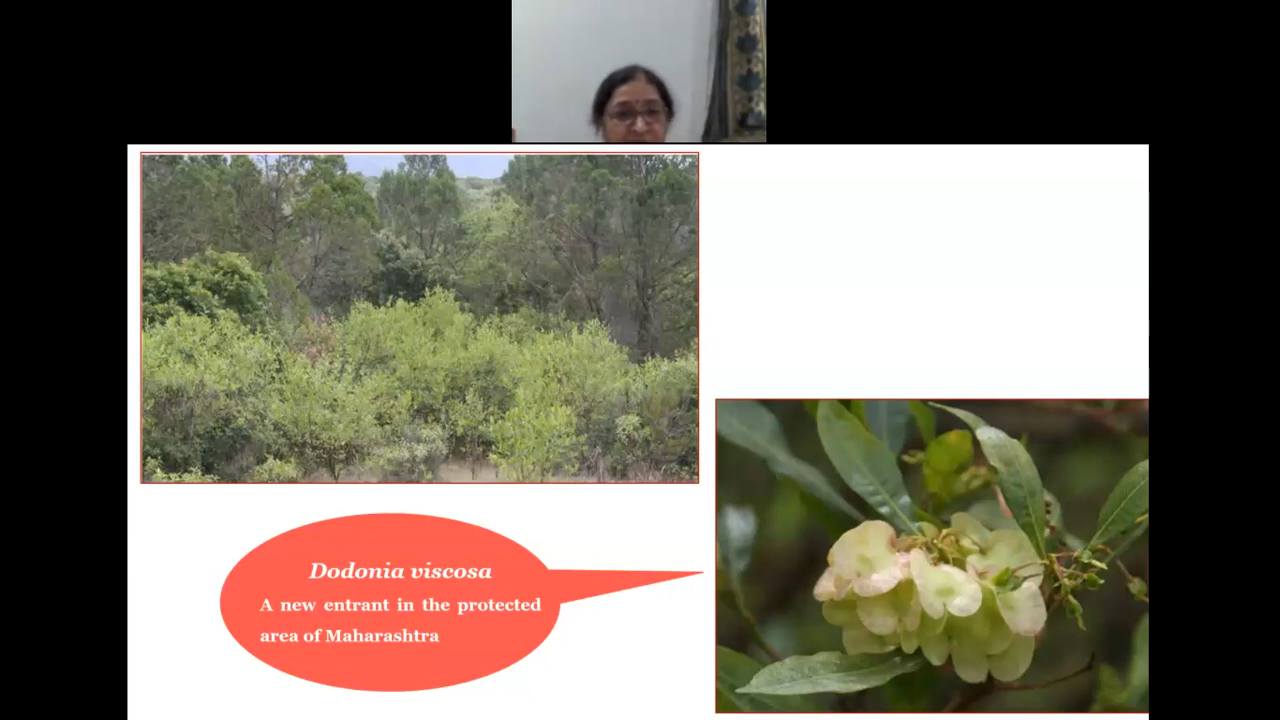 Dodonia viscosa
A new entrant in the protected
area of Maharashtra